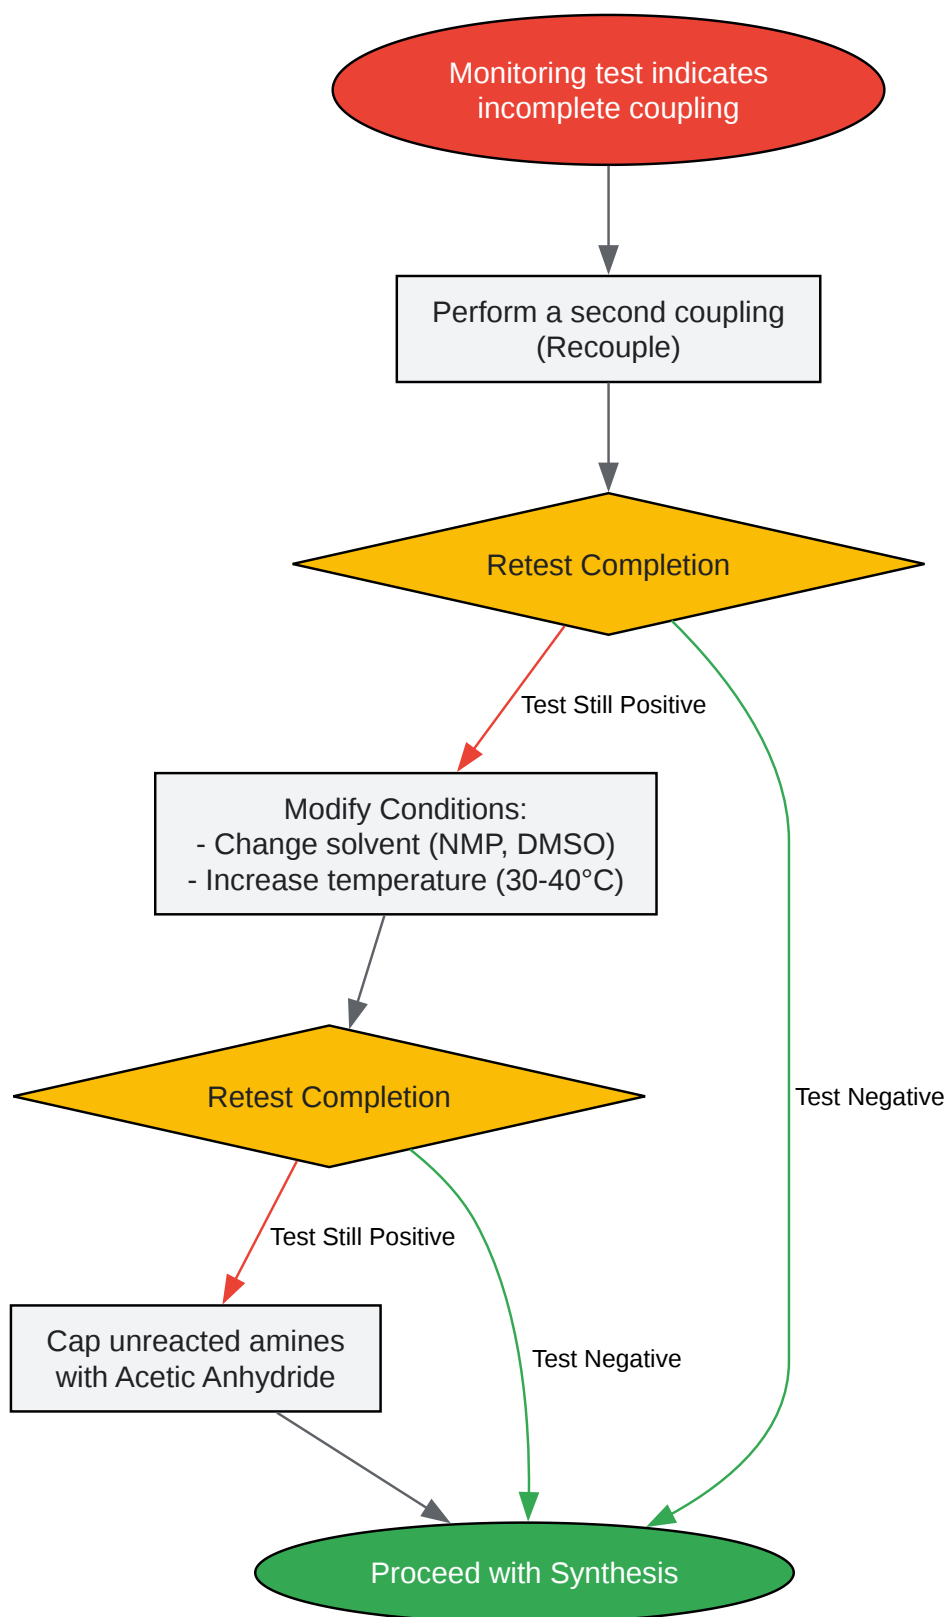 Monitoring test indicates
incomplete coupling
Perform a second coupling
(Recouple)
Retest Completion
Test Still Positive
Modify Conditions:
- Change solvent (NMP, DMSO)
- Increase temperature (30-40°C)
Retest Completion
Test Negative
Test Still Positive
Cap unreacted amines
with Acetic Anhydride
Test Negative
Proceed with Synthesis